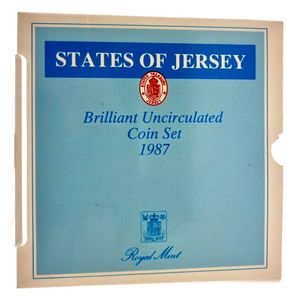 STATES OF JERSEY
Brilliant Uncirculated
Coin Set
1987
Royal Mint